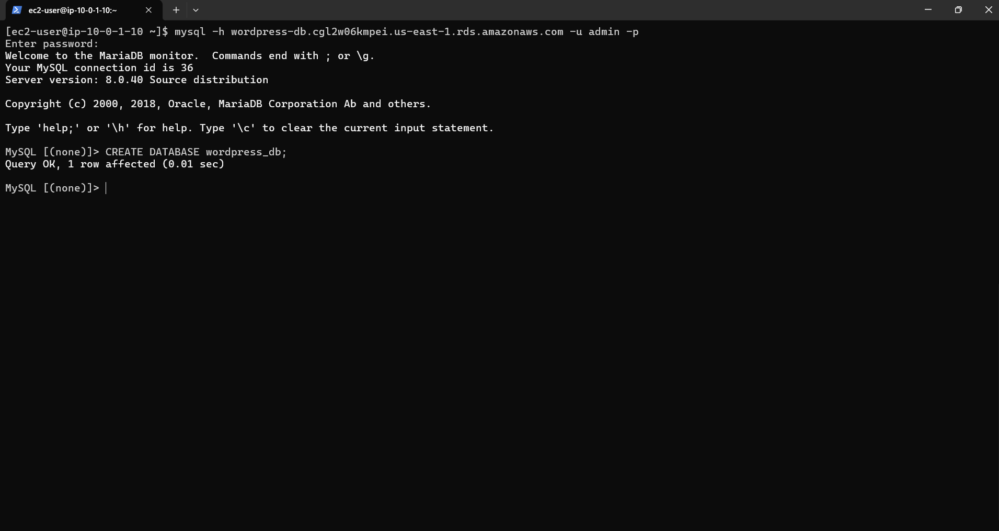 ec2-user@ip-10-0-1-10:~
[ec2-user@ip-10-0-1-10 ~]$ mysql -h wordpress-db.cgl2w06kmpei.us-east-1.rds.amazonaws.com -u admin -p
Enter password:
Welcome to the MariaDB monitor.  Commands end with ; or \g.
Your MySQL connection id is 36
Server version: 8.0.40 Source distribution
Copyright (c) 2000, 2018, Oracle, MariaDB Corporation Ab and others.
Type 'help;' or '\h' for help. Type '\c' to clear the current input statement.
MySQL [(none)]> CREATE DATABASE wordpress_db;
Query OK, 1 row affected (0.01 sec)
MySQL [(none)]>